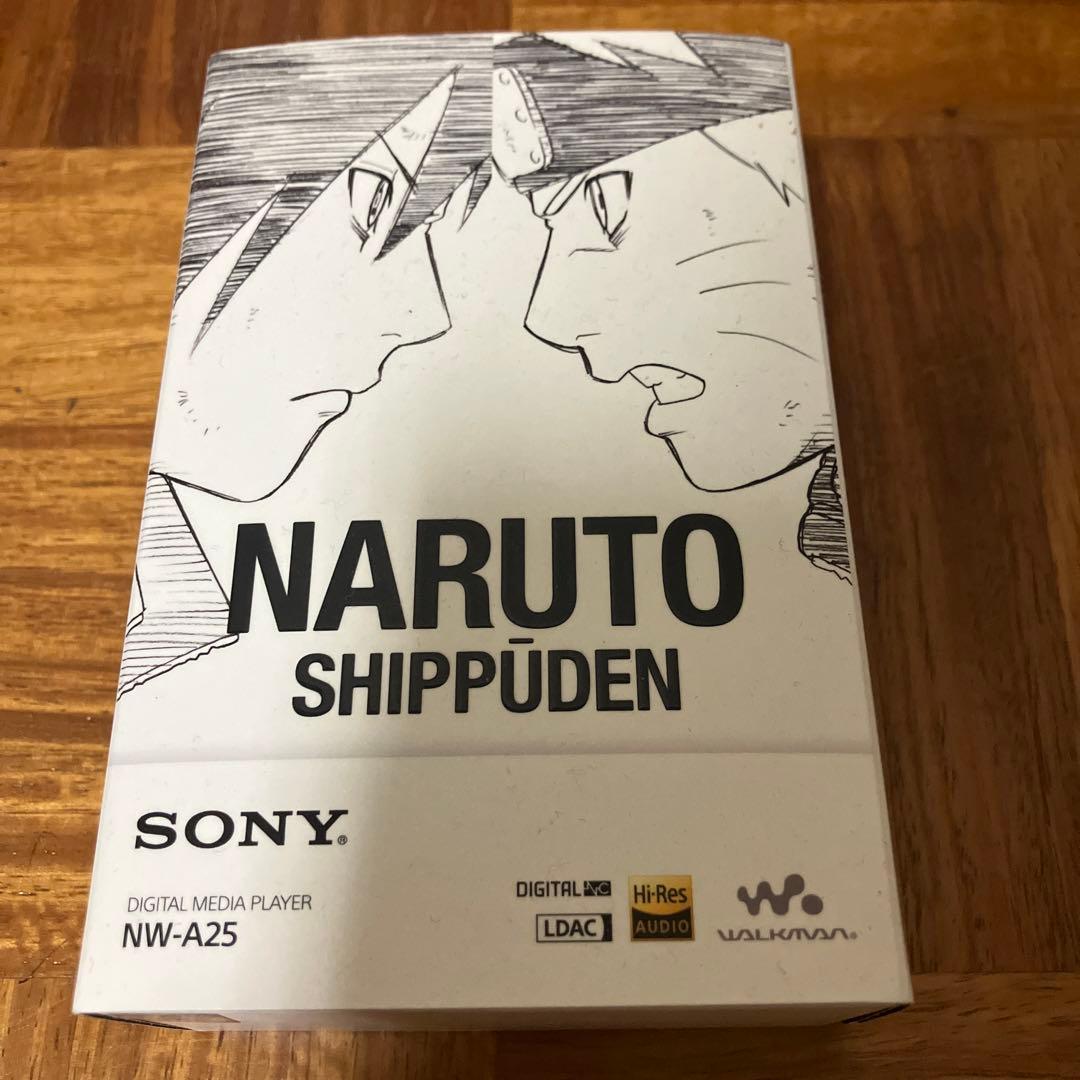 NARUTO
SHIPPŪDEN
SONY®
DIGITAL MEDIA PLAYER
NW-A25
DIGITAL NC
LDAC
Hi-Res
AUDIO
WALKMAN®